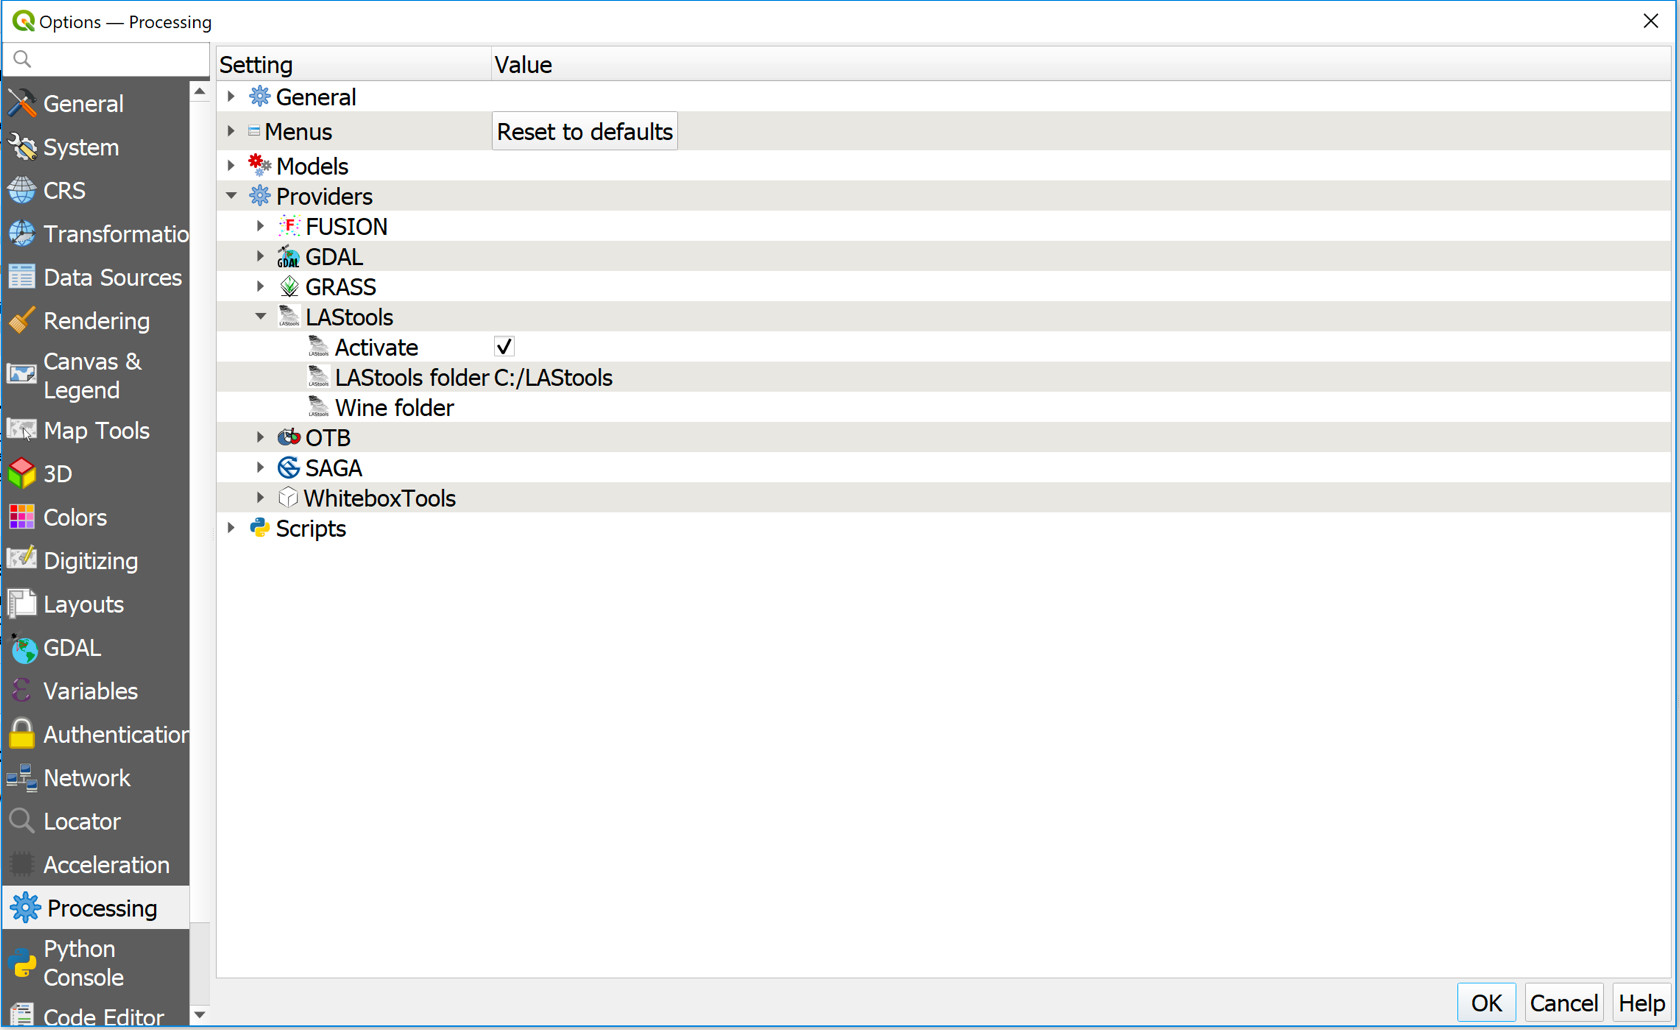 Options — Processing
General
System
CRS
Transformatio
Data Sources
Rendering
Canvas &
Legend
Map Tools
3D
Colors
Digitizing
Layouts
GDAL
Variables
Authentication
Network
Locator
Acceleration
Processing
Python
Console
Code Editor
Setting Value
General
Menus Reset to defaults
Models
Providers
FUSION
GDAL
GRASS
LAStools
Activate
LAStools folder C:/LAStools
Wine folder
OTB
SAGA
WhiteboxTools
Scripts
OK Cancel Help